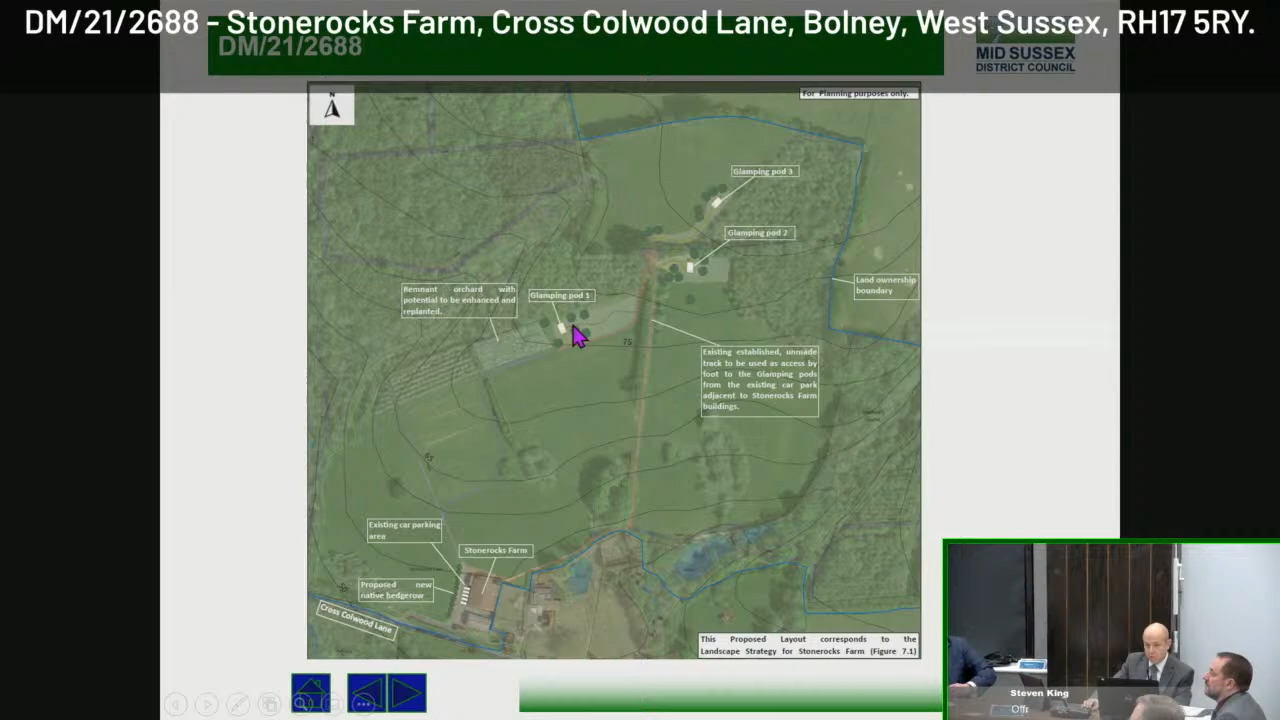 DM/21/2688 - Stonerocks Farm, Cross Colwood Lane, Bolney, West Sussex, RH17 5RY.
DM/21/2688
MID SUSSEX
DISTRICT COUNCIL
N
For Planning purposes only.
Glamping pod 3
Glamping pod 2
Land ownership
boundary
Remnant orchard with
potential to be enhanced and
replanted.
Glamping pod 1
75
Existing established, unmade
track to be used as access by
foot to the Glamping pods
from the existing car park
adjacent to Stonerocks Farm
buildings.
Existing car parking
area
Stonerocks Farm
Proposed new
native hedgerow
Cross Colwood Lane
This Proposed Layout corresponds to the
Landscape Strategy for Stonerocks Farm (Figure 7.1)
Steven King